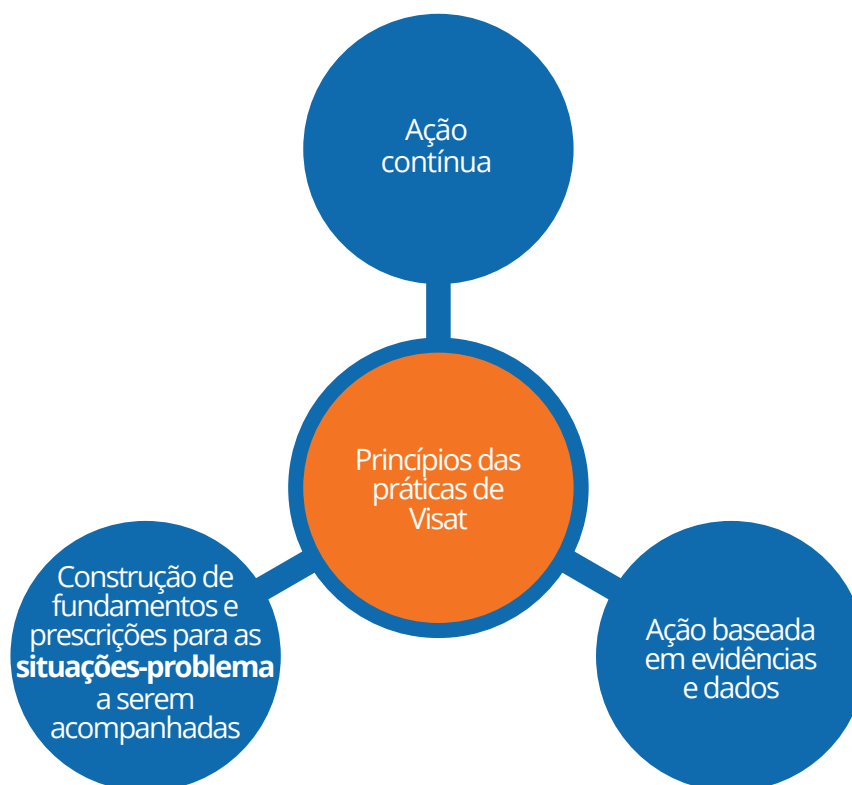 Ação
contínua
Princípios das
práticas de
Visat
Construção de
fundamentos e
prescrições para as
situações-problema
a serem
acompanhadas
Ação baseada
em evidências
e dados